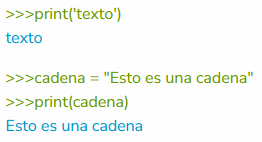 >>>print('texto')
texto
>>>cadena = "Esto es una cadena"
>>>print(cadena)
Esto es una cadena